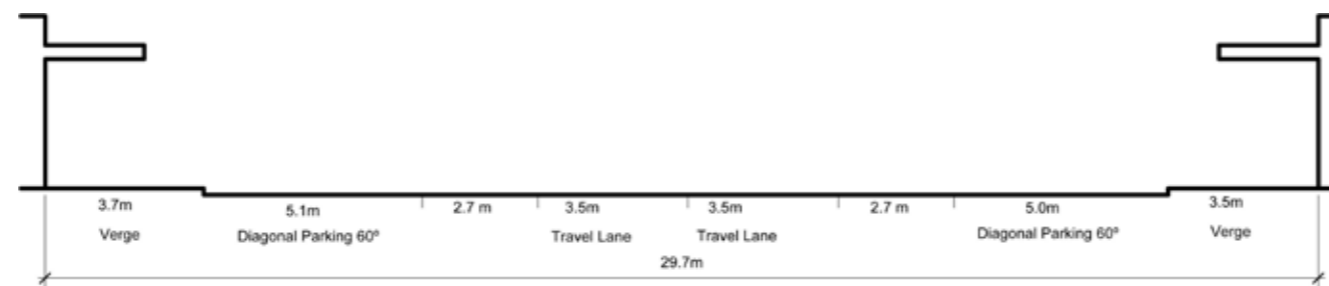 3.7m 5.1m 2.7 m 3.5m 3.5m 2.7 m 5.0m 3.5m
Verge Diagonal Parking 60º Travel Lane Travel Lane Diagonal Parking 60º Verge
29.7m